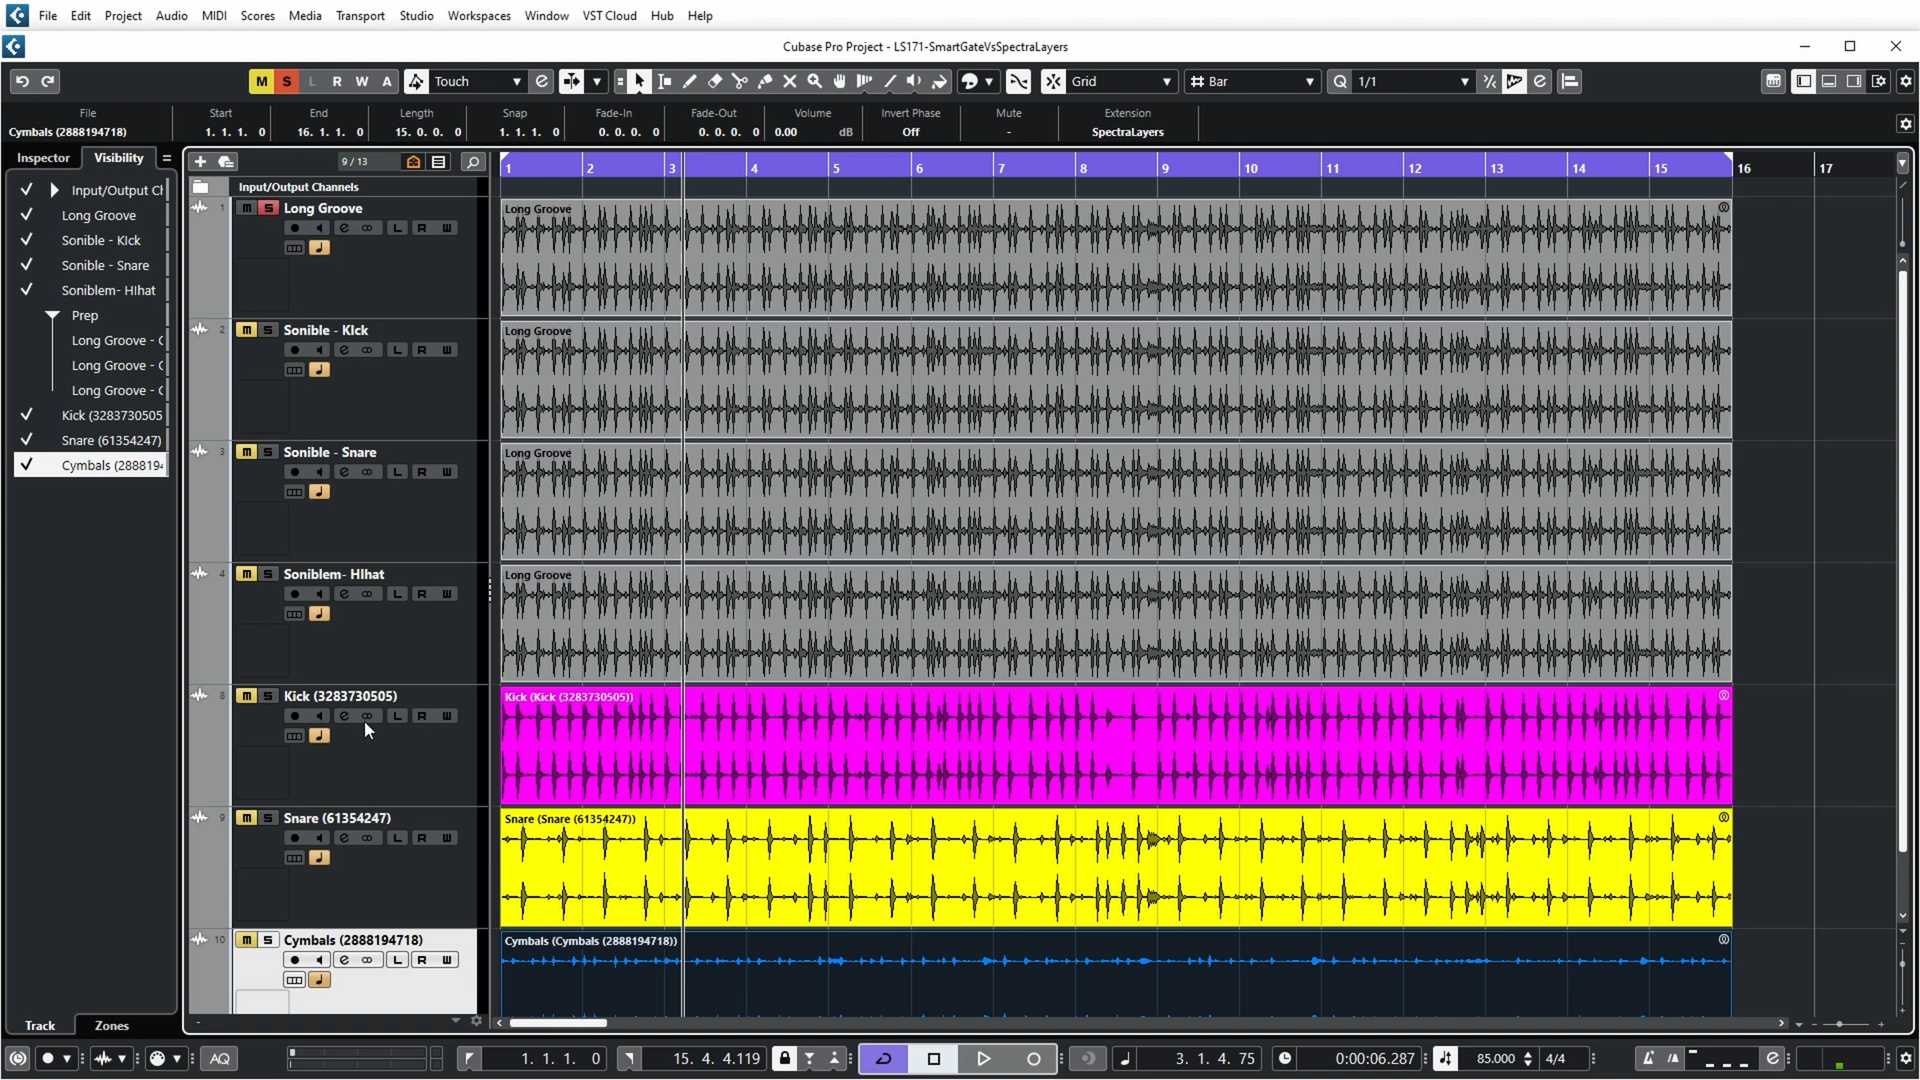 File Edit Project Audio MIDI Scores Media Transport Studio Workspaces Window VST Cloud Hub Help
Cubase Pro Project - LS171-SmartGateVsSpectraLayers
M S L R W A Touch Grid Bar Q 1/1
File Start End Length Snap Fade-In Fade-Out Volume Invert Phase Mute Extension
Cymbals (2888194718) 1. 1. 1. 0 16. 1. 1. 0 15. 0. 0. 0 1. 1. 1. 0 0. 0. 0. 0 0. 0. 0. 0 0.00 dB Off - SpectraLayers
Inspector Visibility 9 / 13
1 2 3 4 5 6 7 8 9 10 11 12 13 14 15 16 17
Input/Output Ch
Long Groove
Sonible - KIck
Sonible - Snare
Soniblem- HIhat
Prep
Long Groove - C
Long Groove - C
Long Groove - C
Kick (3283730505
Snare (61354247)
Cymbals (288819
Input/Output Channels
1 m S Long Groove
L R W
Long Groove
2 m S Sonible - KIck
L R W
Long Groove
3 m S Sonible - Snare
L R W
Long Groove
4 m S Soniblem- HIhat
L R W
Long Groove
8 m S Kick (3283730505)
L R W
Kick (Kick (3283730505))
9 m S Snare (61354247)
L R W
Snare (Snare (61354247))
10 m S Cymbals (2888194718)
L R W
Cymbals (Cymbals (2888194718))
Track Zones
AQ 1. 1. 1. 0 15. 4. 4.119 3. 1. 4. 75 0:00:06.287 85.000 4/4